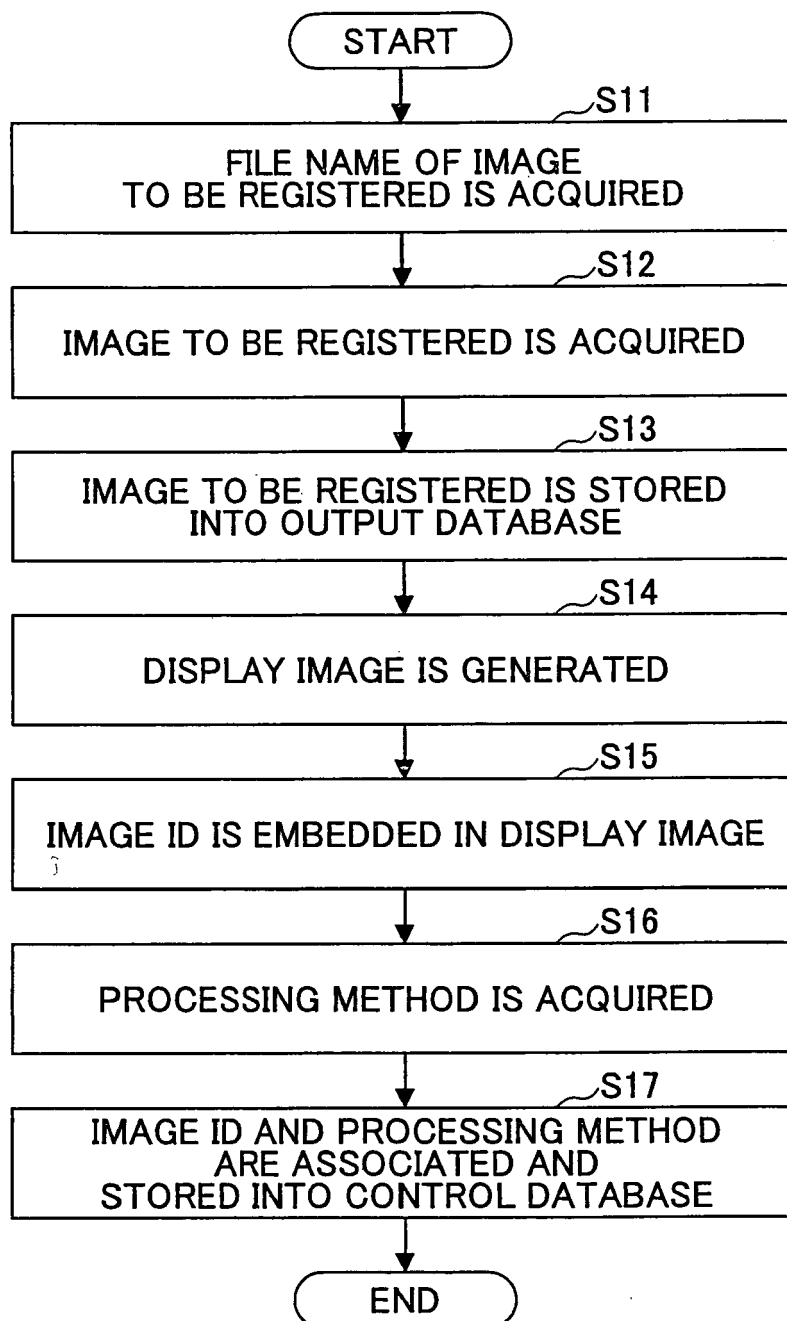 START
S11
FILE NAME OF IMAGE
TO BE REGISTERED IS ACQUIRED
S12
IMAGE TO BE REGISTERED IS ACQUIRED
S13
IMAGE TO BE REGISTERED IS STORED
INTO OUTPUT DATABASE
S14
DISPLAY IMAGE IS GENERATED
S15
IMAGE ID IS EMBEDDED IN DISPLAY IMAGE
S16
PROCESSING METHOD IS ACQUIRED
S17
IMAGE ID AND PROCESSING METHOD
ARE ASSOCIATED AND
STORED INTO CONTROL DATABASE
END